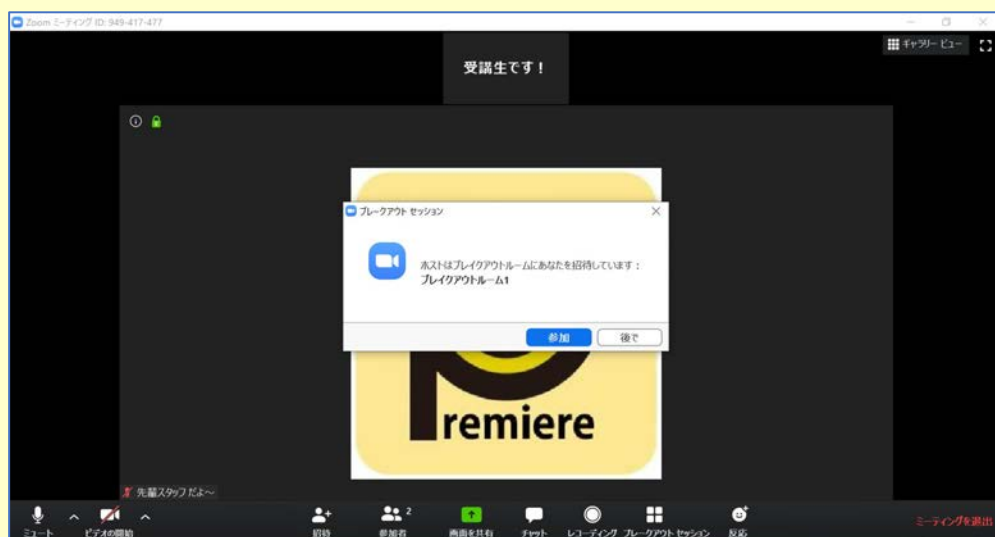 Zoom ミーティング ID: 949-417-477
ギャラリー ビュー
受講生です！
ブレークアウト セッション
ホストはブレイクアウトルームにあなたを招待しています：
ブレイクアウトルーム1
参加
後で
Premiere
先輩スタッフだよ～
ミュート
ビデオの開始
招待
参加者
2
画面を共有
チャット
レコーディング
ブレークアウト セッション
反応
ミーティングを退出